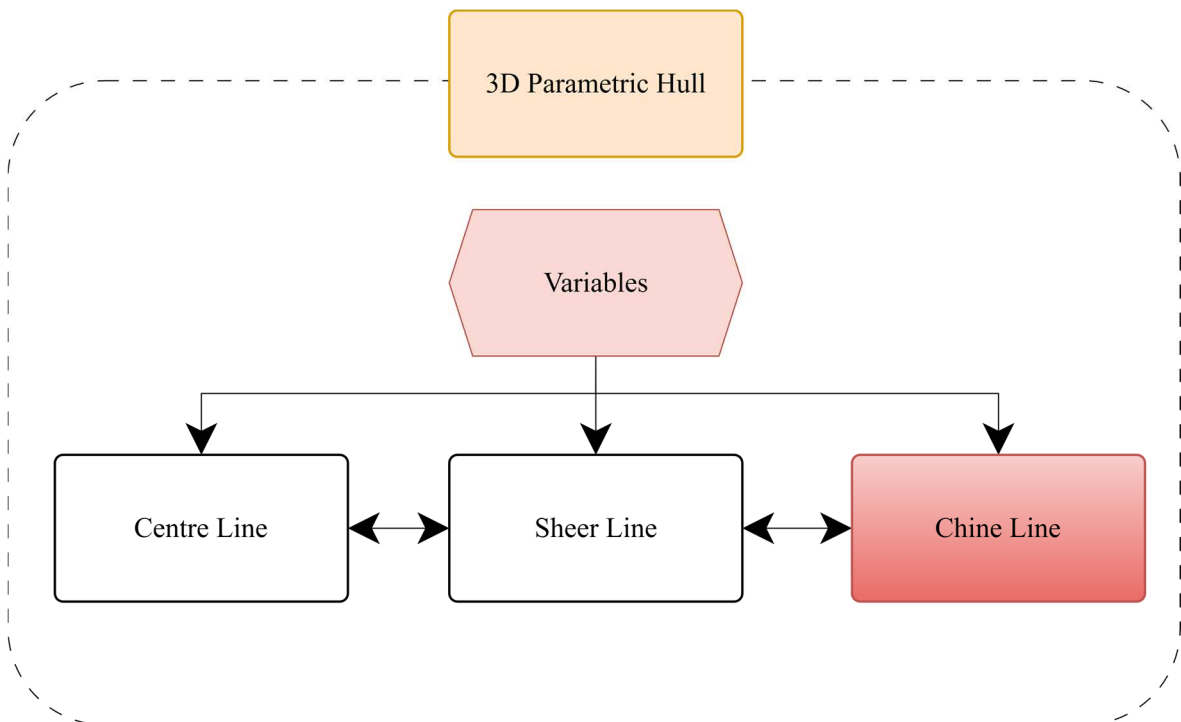 3D Parametric Hull
Variables
Centre Line
Sheer Line
Chine Line